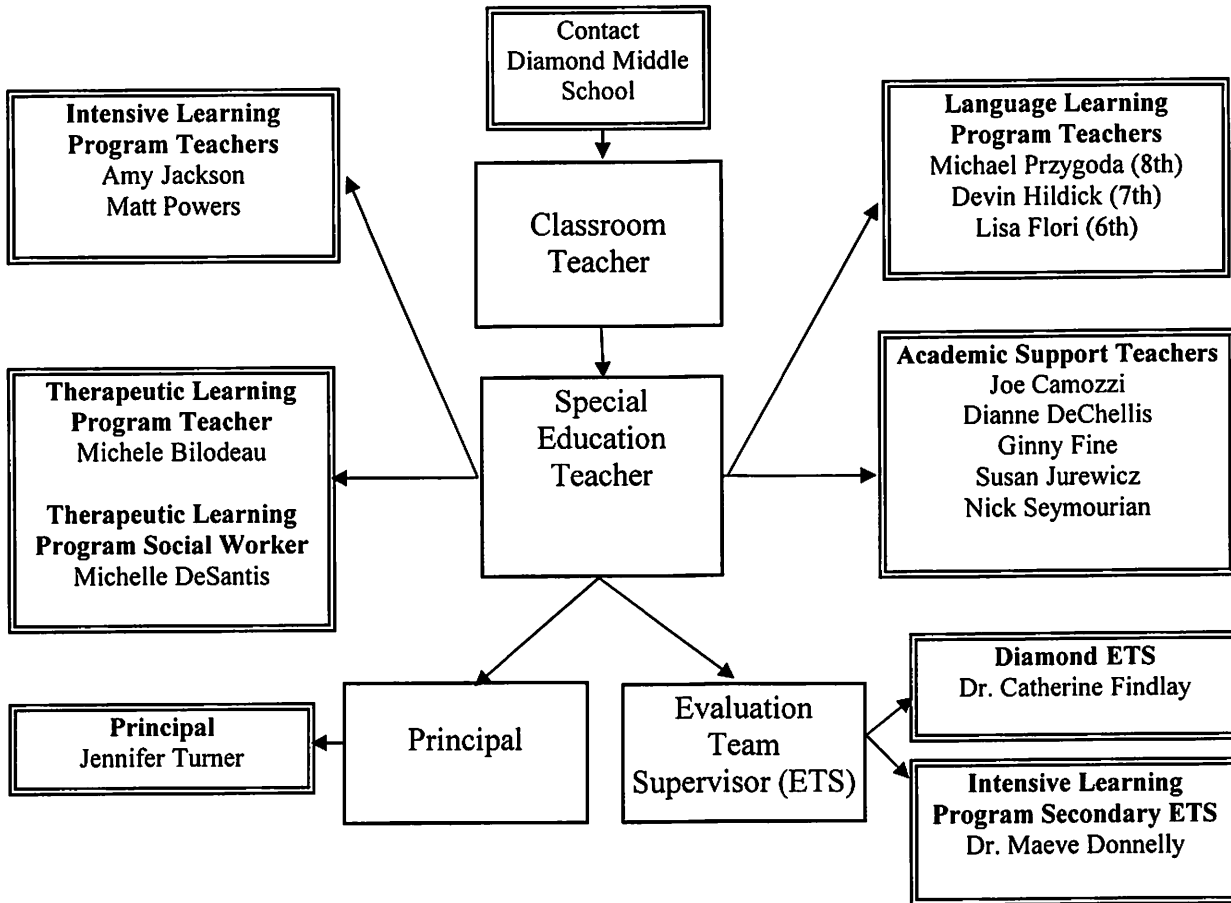 Contact
Diamond Middle
School
Intensive Learning
Program Teachers
Amy Jackson
Matt Powers
Language Learning
Program Teachers
Michael Przygoda (8th)
Devin Hildick (7th)
Lisa Flori (6th)
Classroom
Teacher
Therapeutic Learning
Program Teacher
Michele Bilodeau
Therapeutic Learning
Program Social Worker
Michelle DeSantis
Special
Education
Teacher
Academic Support Teachers
Joe Camozzi
Dianne DeChellis
Ginny Fine
Susan Jurewicz
Nick Seymourian
Principal
Jennifer Turner
Principal
Evaluation
Team
Supervisor (ETS)
Diamond ETS
Dr. Catherine Findlay
Intensive Learning
Program Secondary ETS
Dr. Maeve Donnelly